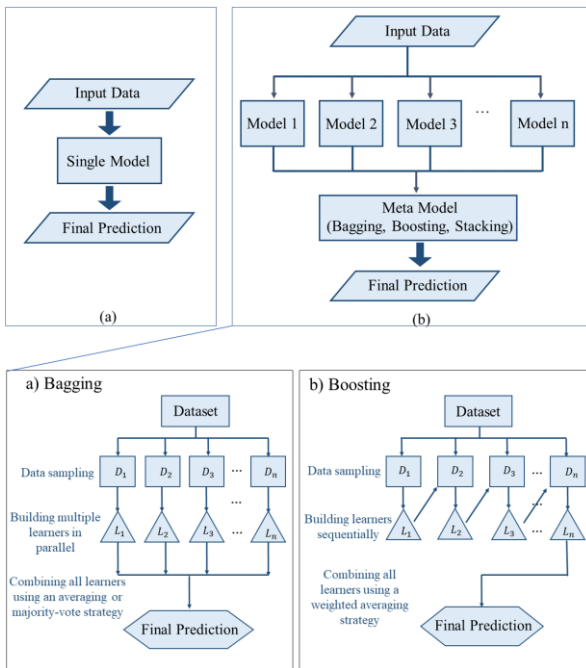 Input Data
Single Model
Final Prediction
(a)
Input Data
Model 1 Model 2 Model 3 ... Model n
Meta Model
(Bagging, Boosting, Stacking)
Final Prediction
(b)
a) Bagging
Dataset
Data sampling D₁ D₂ D₃ ... Dₙ
...
Building multiple
learners in
parallel
L₁ L₂ L₃ ... Lₙ
Combining all learners
using an averaging or
majority-vote strategy
Final Prediction
b) Boosting
Dataset
Data sampling D₁ D₂ D₃ ... Dₙ
...
Building learners
sequentially
L₁ L₂ L₃ ... Lₙ
Combining all
learners using a
weighted averaging
strategy
Final Prediction